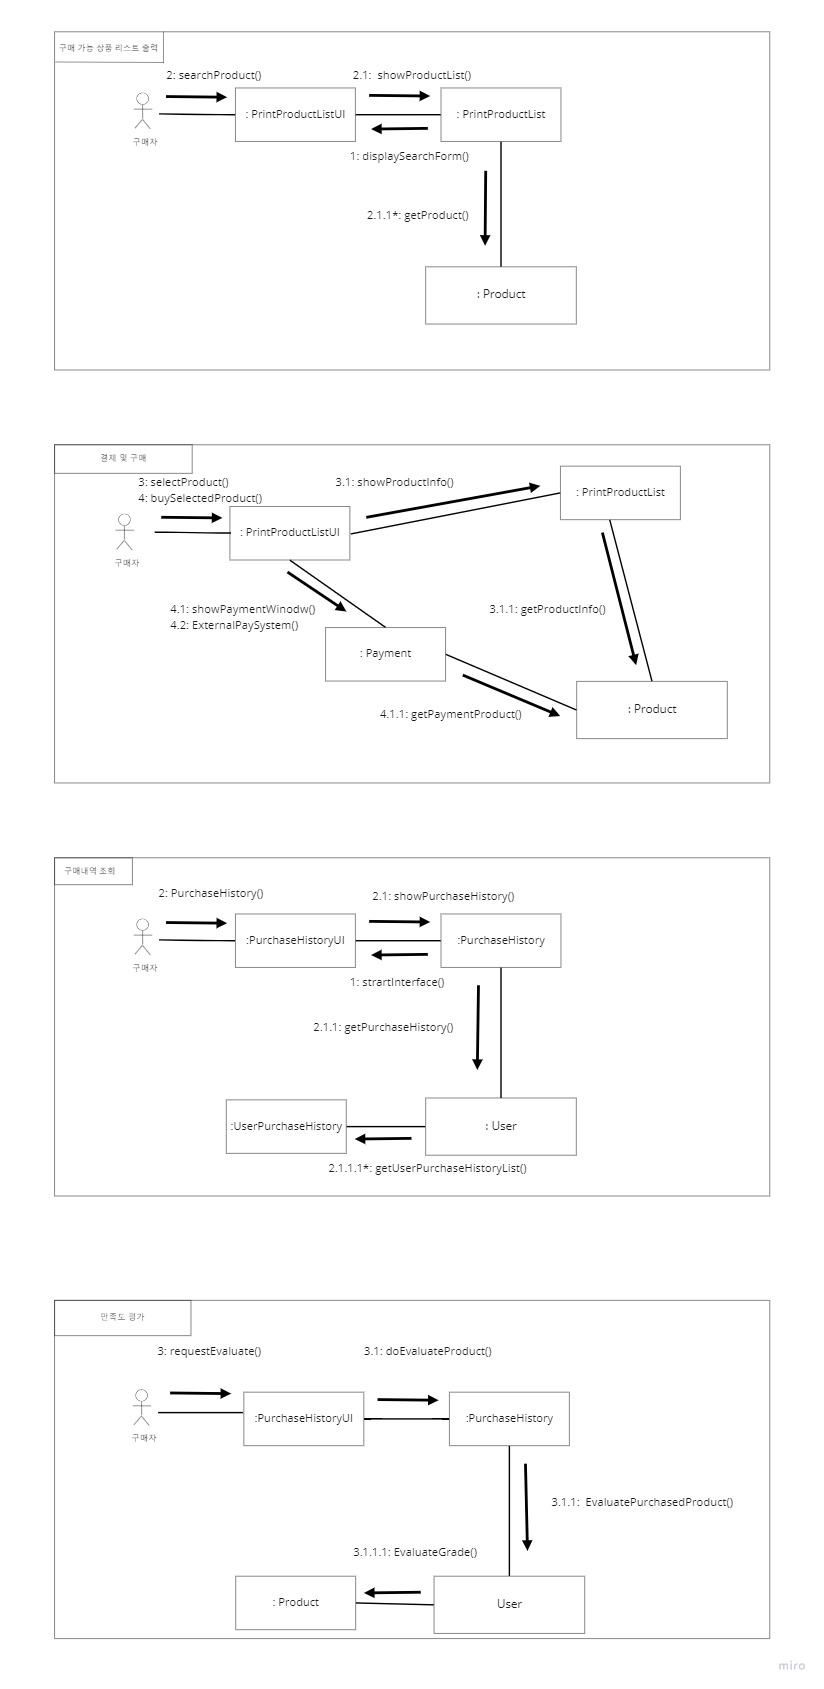 구매 가능 상품 리스트 출력
2: searchProduct()
2.1:  showProductList()
: PrintProductListUI
: PrintProductList
구매자
1: displaySearchForm()
2.1.1*: getProduct()
: Product
결제 및 구매
3: selectProduct()
4: buySelectedProduct()
3.1: showProductInfo()
: PrintProductList
: PrintProductListUI
구매자
4.1: showPaymentWinodw()
4.2: ExternalPaySystem()
3.1.1: getProductInfo()
: Payment
4.1.1: getPaymentProduct()
: Product
구매내역 조회
2: PurchaseHistory()
2.1: showPurchaseHistory()
:PurchaseHistoryUI
:PurchaseHistory
구매자
1: strartInterface()
2.1.1: getPurchaseHistory()
:UserPurchaseHistory
: User
2.1.1.1*: getUserPurchaseHistoryList()
만족도 평가
3: requestEvaluate()
3.1: doEvaluateProduct()
:PurchaseHistoryUI
:PurchaseHistory
구매자
3.1.1:  EvaluatePurchasedProduct()
3.1.1.1: EvaluateGrade()
: Product
User
miro